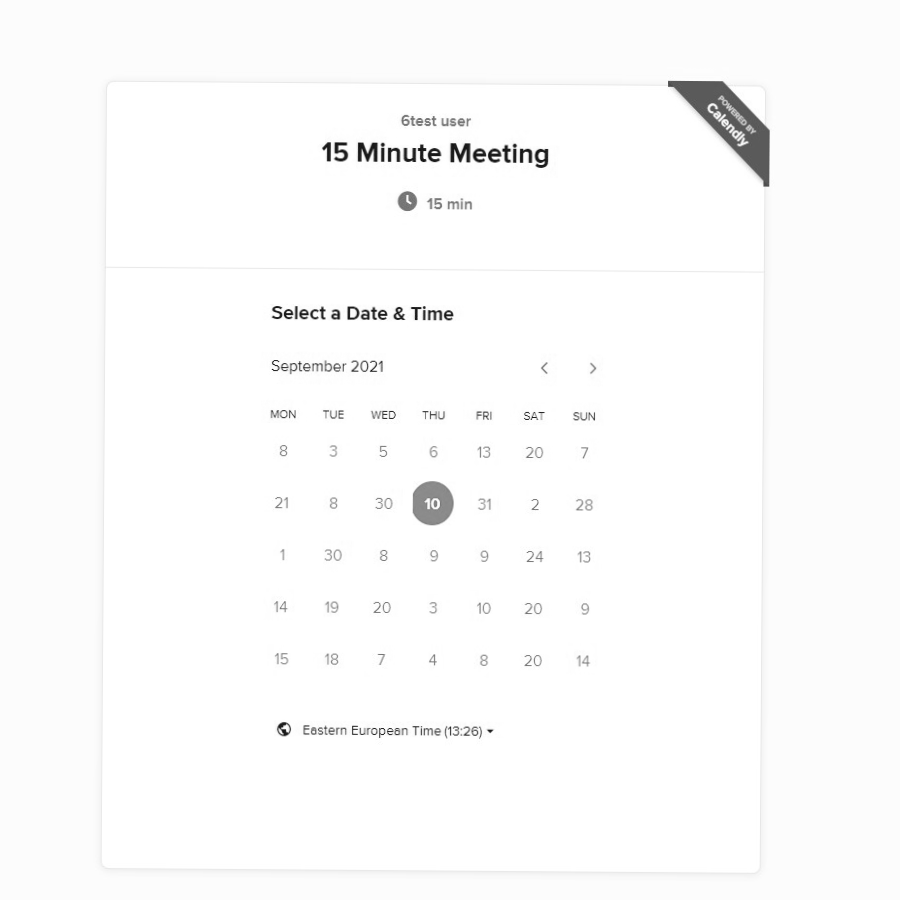 POWERED BY
Calendly
6test user
15 Minute Meeting
15 min
Select a Date & Time
September 2021
MON TUE WED THU FRI SAT SUN
8 3 5 6 13 20 7
21 8 30 10 31 2 28
1 30 8 9 9 24 13
14 19 20 3 10 20 9
15 18 7 4 8 20 14
Eastern European Time (13:26)